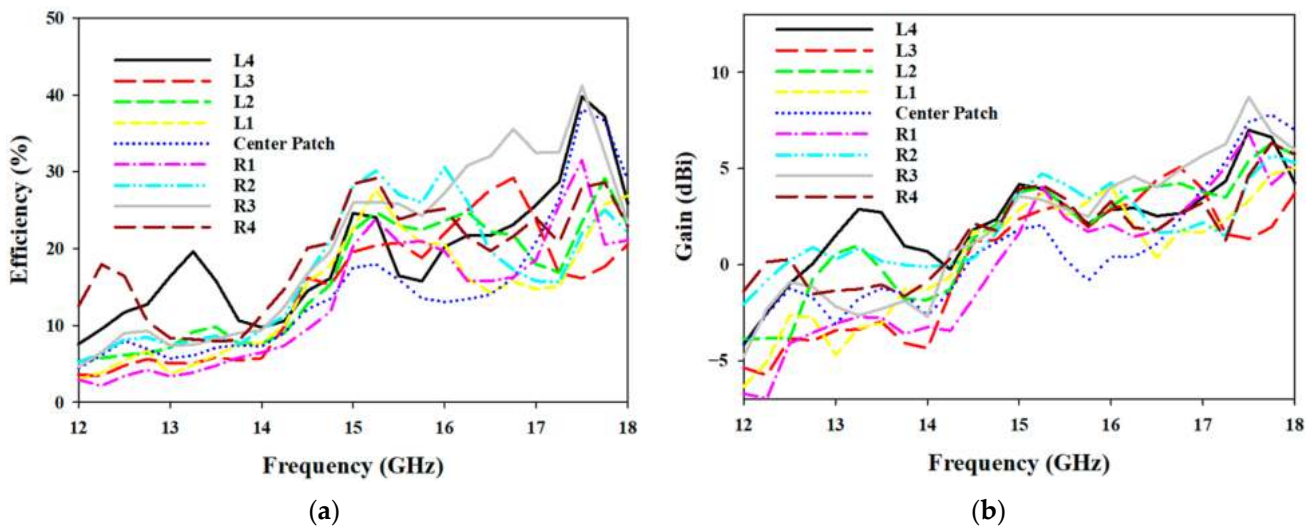 50
40
30
20
10
0
Efficiency (%)
L4
L3
L2
L1
Center Patch
R1
R2
R3
R4
12 13 14 15 16 17 18
Frequency (GHz)
(a)
10
5
0
−5
Gain (dBi)
L4
L3
L2
L1
Center Patch
R1
R2
R3
R4
12 13 14 15 16 17 18
Frequency (GHz)
(b)